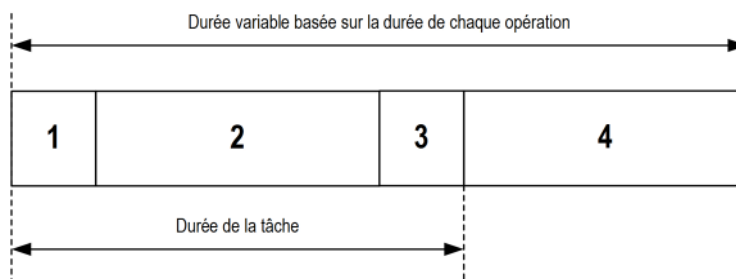 Durée variable basée sur la durée de chaque opération
1 2 3 4
Durée de la tâche